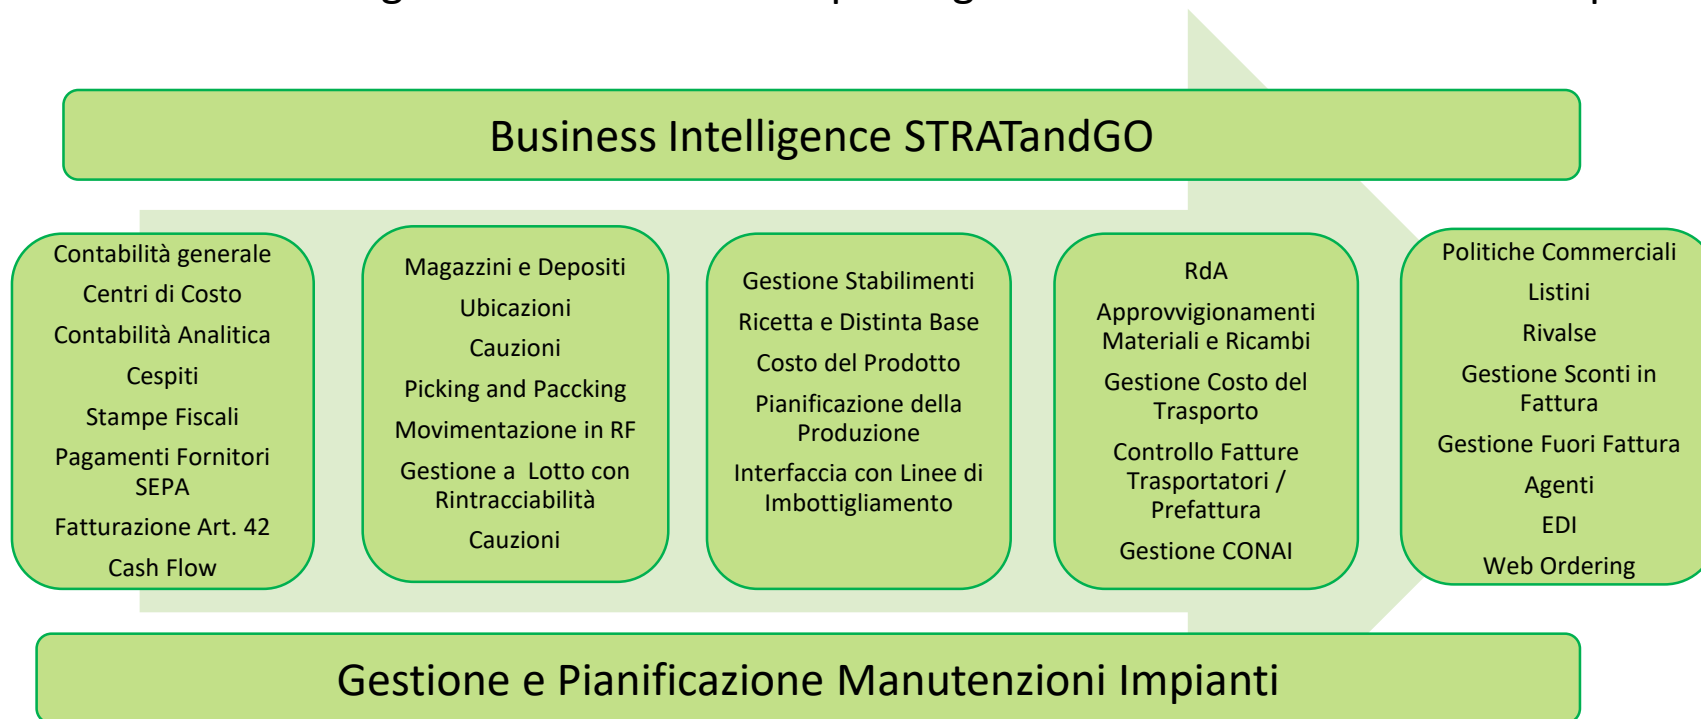 Business Intelligence STRATandGO
Contabilità generale
Centri di Costo
Contabilità Analitica
Cespiti
Stampe Fiscali
Pagamenti Fornitori
SEPA
Fatturazione Art. 42
Cash Flow
Magazzini e Depositi
Ubicazioni
Cauzioni
Picking and Paccking
Movimentazione in RF
Gestione a Lotto con
Rintracciabilità
Cauzioni
Gestione Stabilimenti
Ricetta e Distinta Base
Costo del Prodotto
Pianificazione della
Produzione
Interfaccia con Linee di
Imbottigliamento
RdA
Approvvigionamenti
Materiali e Ricambi
Gestione Costo del
Trasporto
Controllo Fatture
Trasportatori /
Prefattura
Gestione CONAI
Politiche Commerciali
Listini
Rivalse
Gestione Sconti in
Fattura
Gestione Fuori Fattura
Agenti
EDI
Web Ordering
Gestione e Pianificazione Manutenzioni Impianti